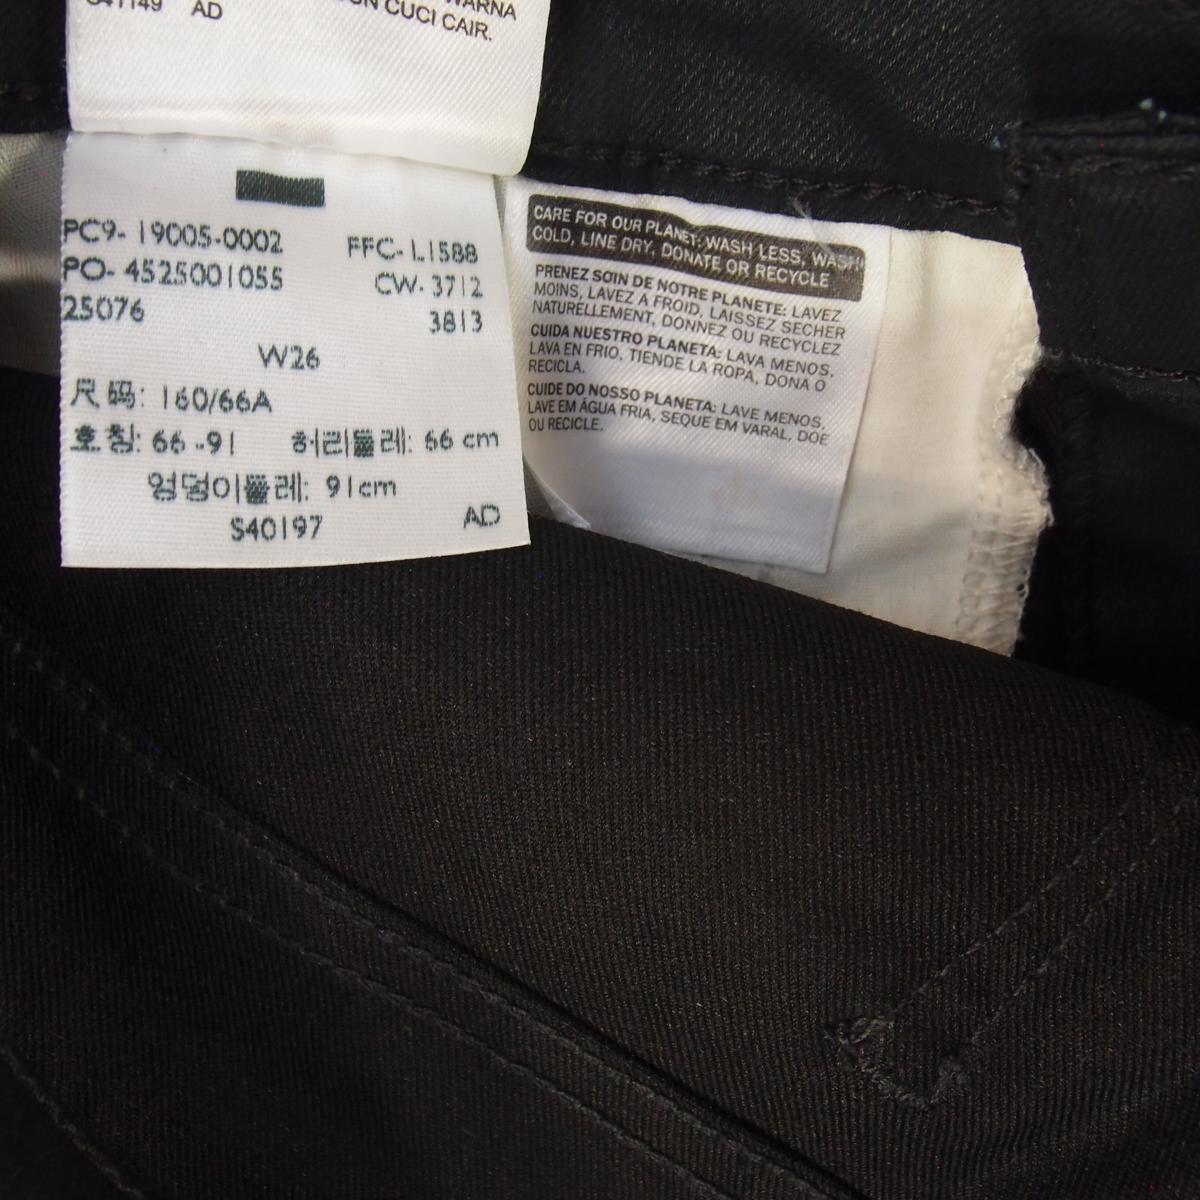 AD WARNA
CUCI CAIR.
PC9- 19005-0002 FFC- L1588
PO- 4525001055 CW- 3712
25076 3813
W26
尺 码: 160/66A
호칭: 66 -91 허리둘레: 66 cm
엉덩이둘레: 91cm
S40197 AD
CARE FOR OUR PLANET: WASH LESS, WASH
COLD, LINE DRY, DONATE OR RECYCLE
PRENEZ SOIN DE NOTRE PLANETE: LAVEZ
MOINS, LAVEZ A FROID, LAISSEZ SECHER
NATURELLEMENT, DONNEZ OU RECYCLEZ
CUIDA NUESTRO PLANETA: LAVA MENOS,
LAVA EN FRIO, TIENDE LA ROPA, DONA O
RECICLA.
CUIDE DO NOSSO PLANETA: LAVE MENOS,
LAVE EM ÁGUA FRIA, SEQUE EM VARAL, DOE
OU RECICLE.